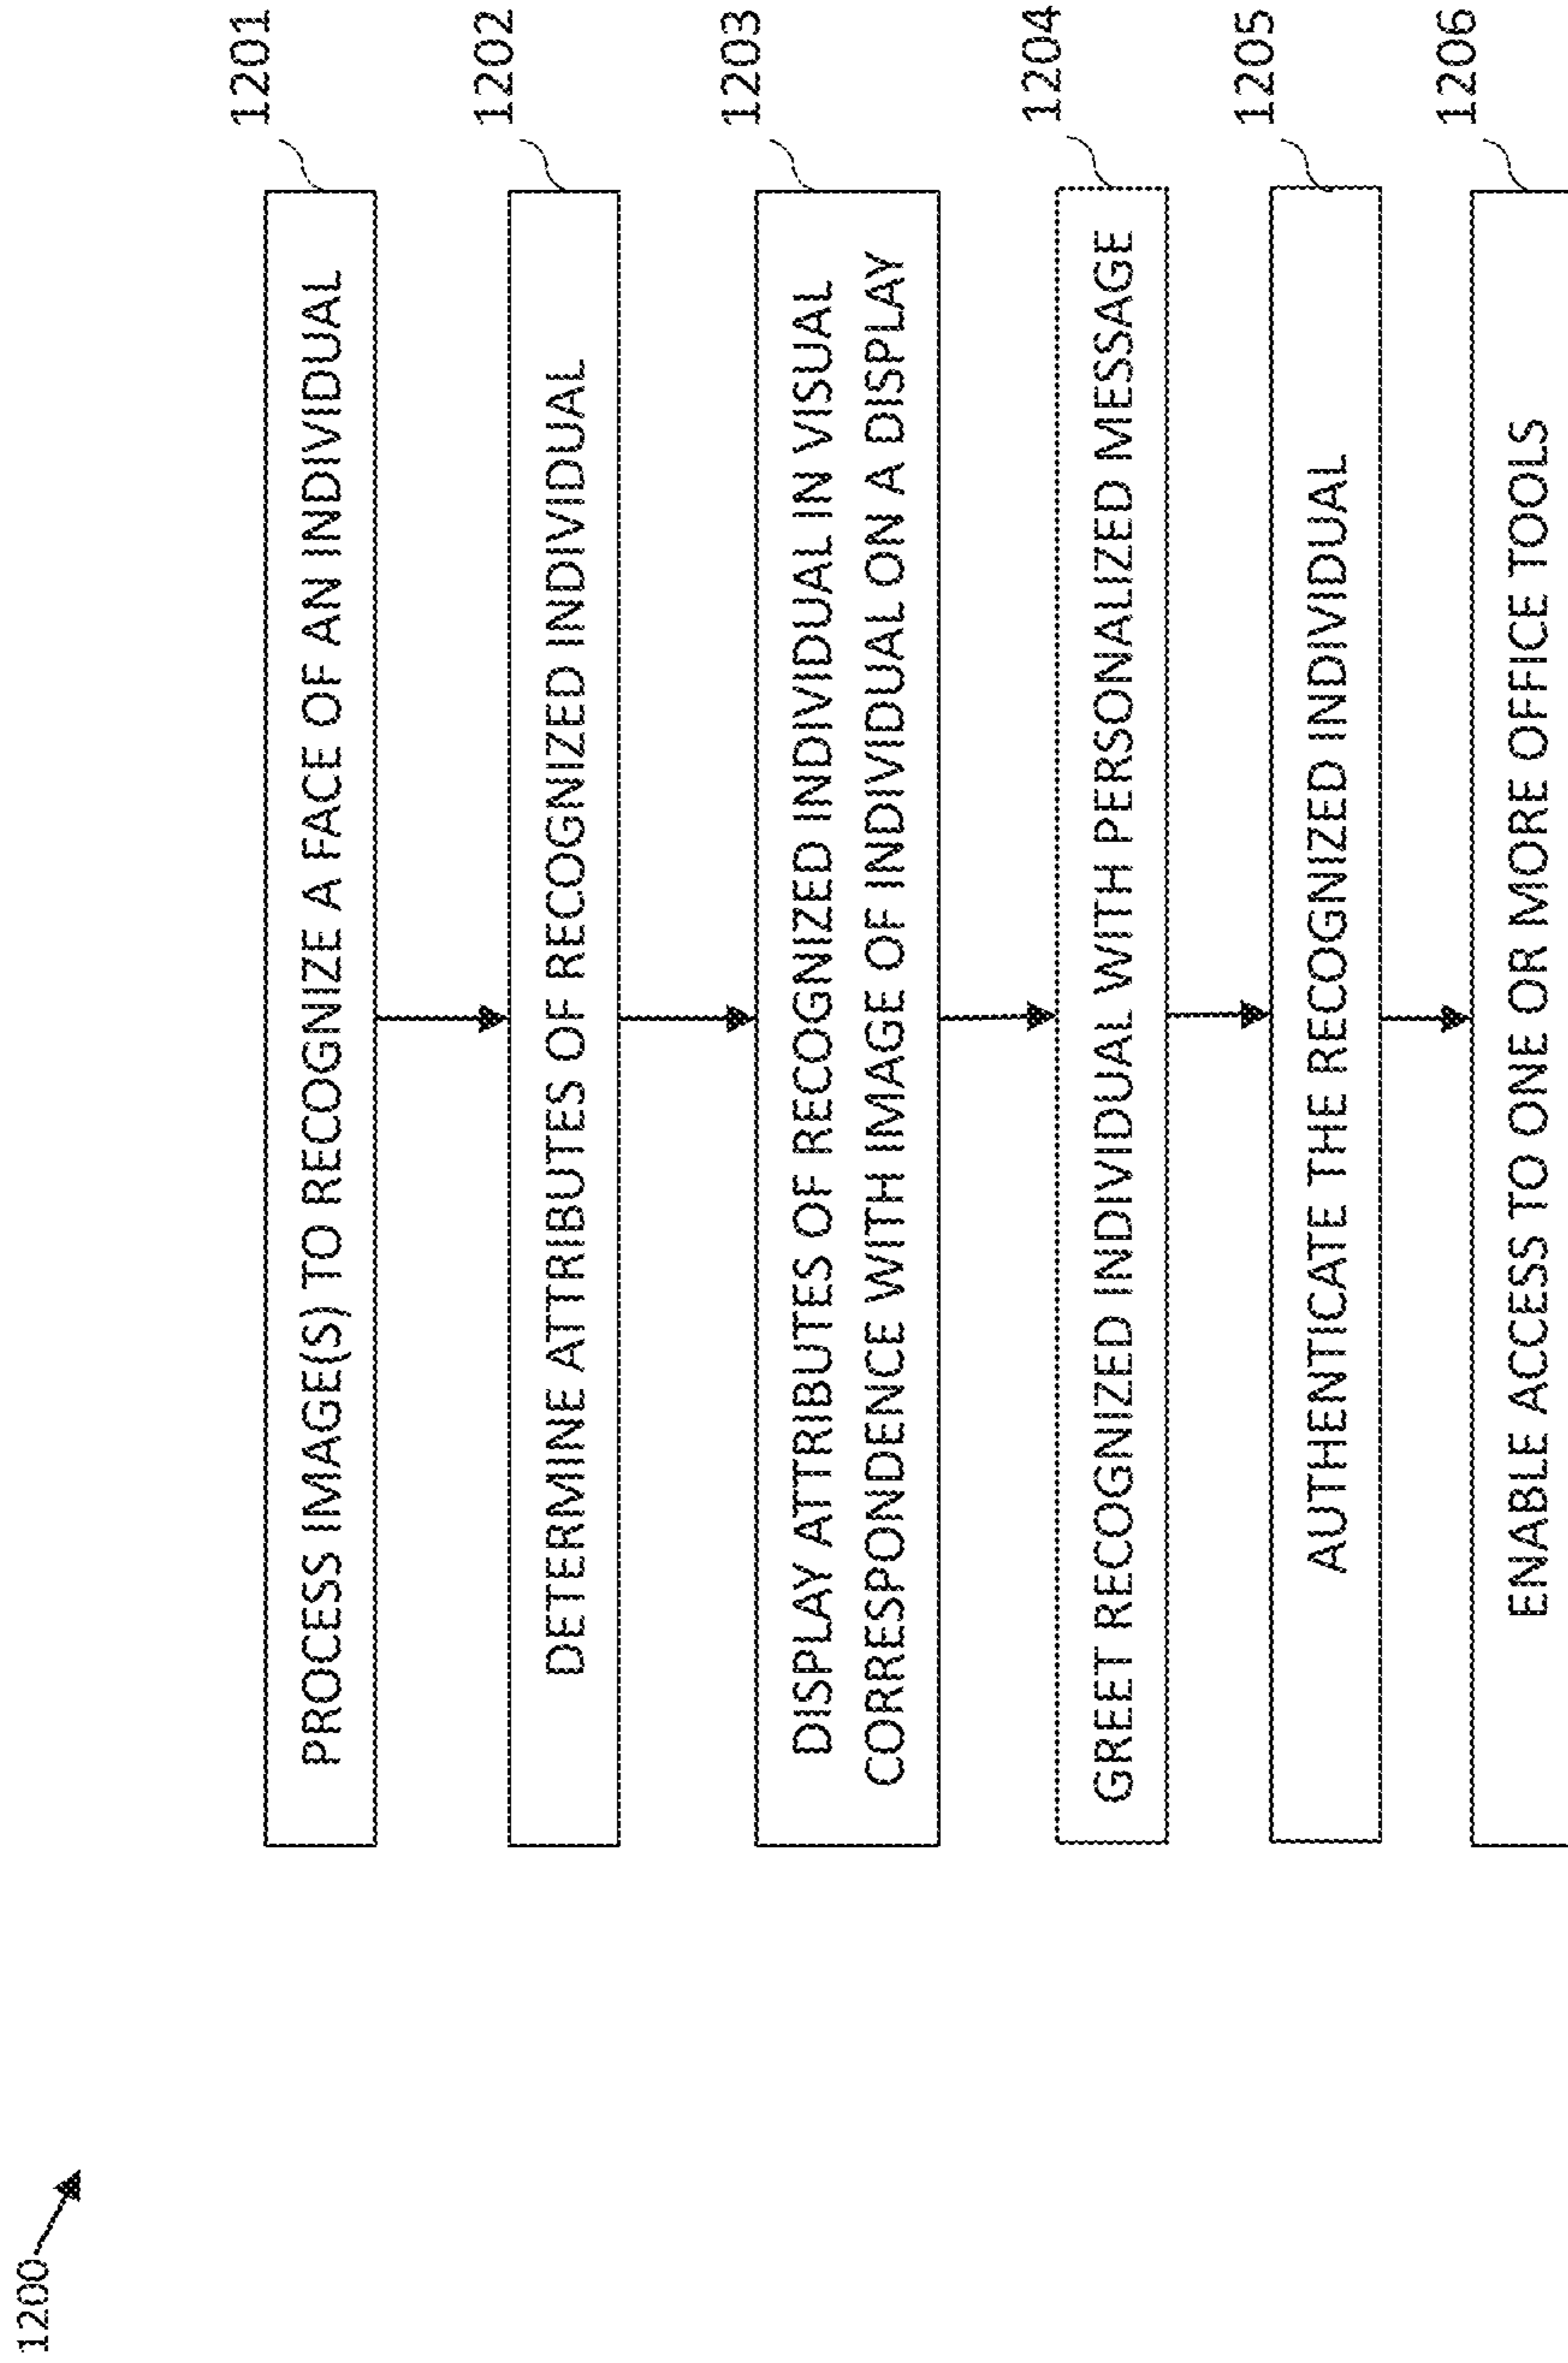 1200
PROCESS IMAGE(S) TO RECOGNIZE A FACE OF AN INDIVIDUAL
1201
DETERMINE ATTRIBUTES OF RECOGNIZED INDIVIDUAL
1202
DISPLAY ATTRIBUTES OF RECOGNIZED INDIVIDUAL IN VISUAL
CORRESPONDENCE WITH IMAGE OF INDIVIDUAL ON A DISPLAY
1203
GREET RECOGNIZED INDIVIDUAL WITH PERSONALIZED MESSAGE
1204
AUTHENTICATE THE RECOGNIZED INDIVIDUAL
1205
ENABLE ACCESS TO ONE OR MORE OFFICE TOOLS
1206